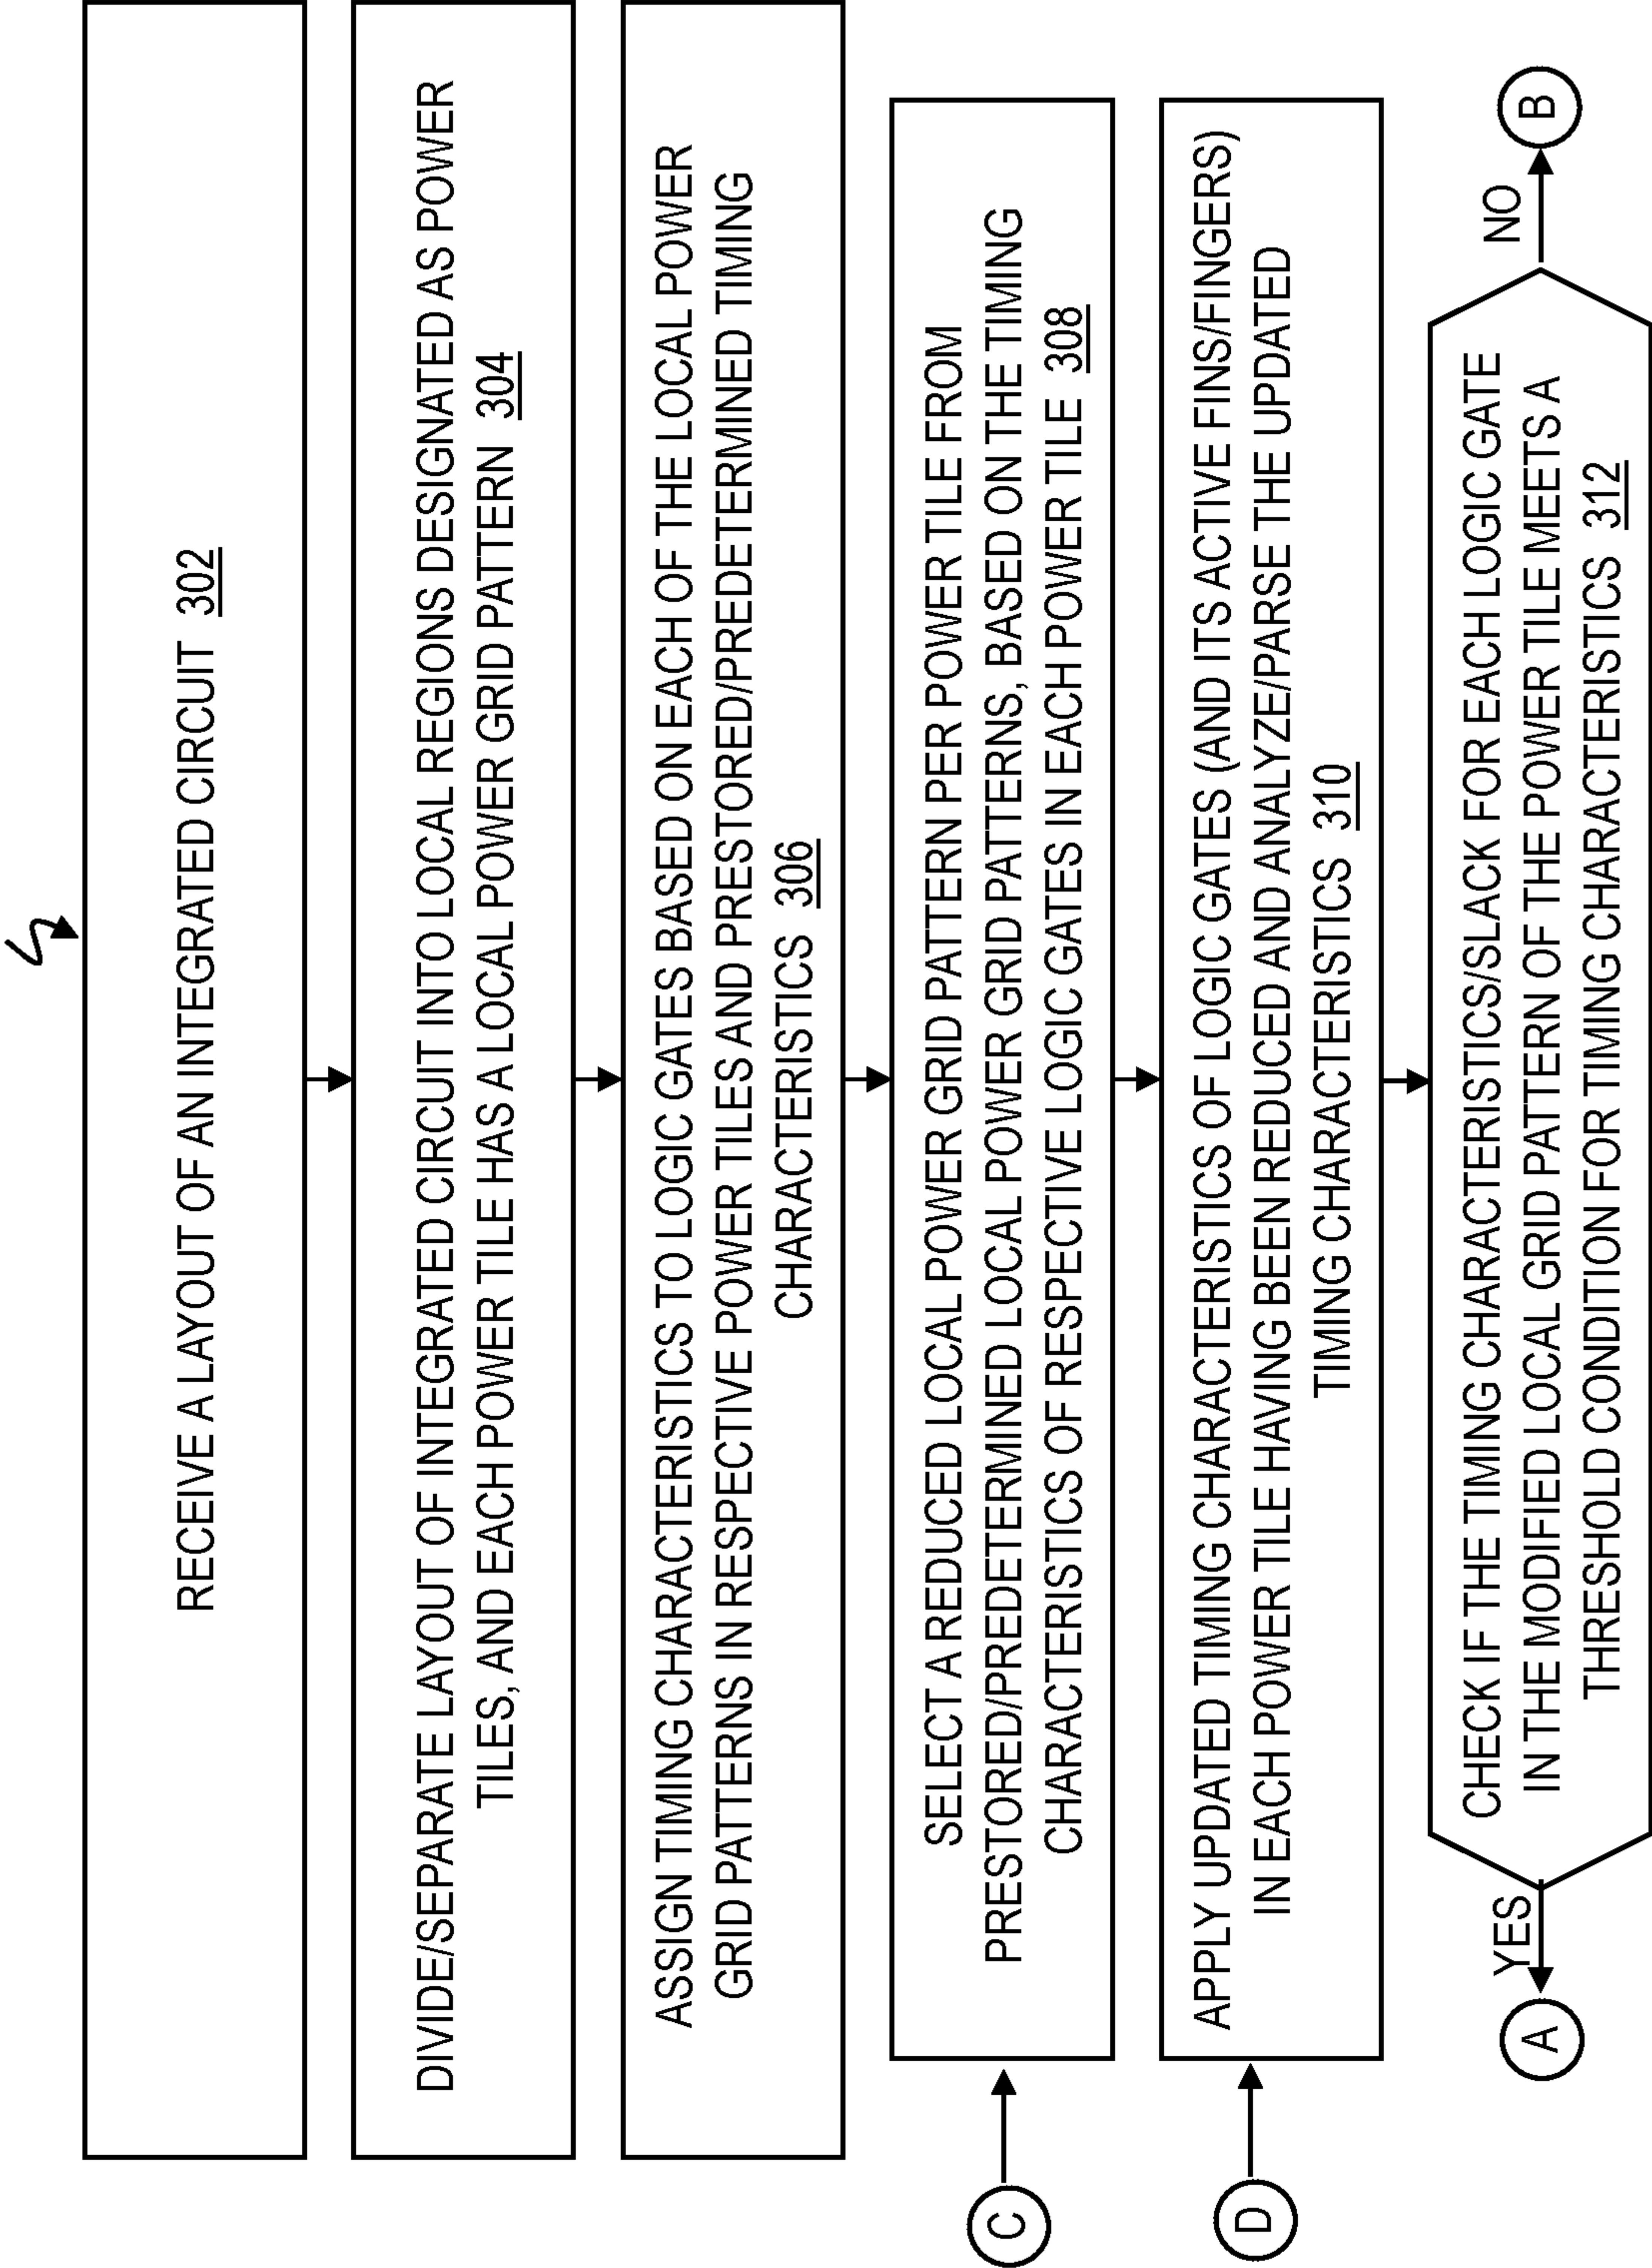 RECEIVE A LAYOUT OF AN INTEGRATED CIRCUIT 302
DIVIDE/SEPARATE LAYOUT OF INTEGRATED CIRCUIT INTO LOCAL REGIONS DESIGNATED AS POWER
TILES, AND EACH POWER TILE HAS A LOCAL POWER GRID PATTERN 304
ASSIGN TIMING CHARACTERISTICS TO LOGIC GATES BASED ON EACH OF THE LOCAL POWER
GRID PATTERNS IN RESPECTIVE POWER TILES AND PRESTORED/PREDETERMINED TIMING
CHARACTERISTICS 306
C
SELECT A REDUCED LOCAL POWER GRID PATTERN PER POWER TILE FROM
PRESTORED/PREDETERMINED LOCAL POWER GRID PATTERNS, BASED ON THE TIMING
CHARACTERISTICS OF RESPECTIVE LOGIC GATES IN EACH POWER TILE 308
D
APPLY UPDATED TIMING CHARACTERISTICS OF LOGIC GATES (AND ITS ACTIVE FINS/FINGERS)
IN EACH POWER TILE HAVING BEEN REDUCED AND ANALYZE/PARSE THE UPDATED
TIMING CHARACTERISTICS 310
A
YES
CHECK IF THE TIMING CHARACTERISTICS/SLACK FOR EACH LOGIC GATE
IN THE MODIFIED LOCAL GRID PATTERN OF THE POWER TILE MEETS A
THRESHOLD CONDITION FOR TIMING CHARACTERISTICS 312
NO
B